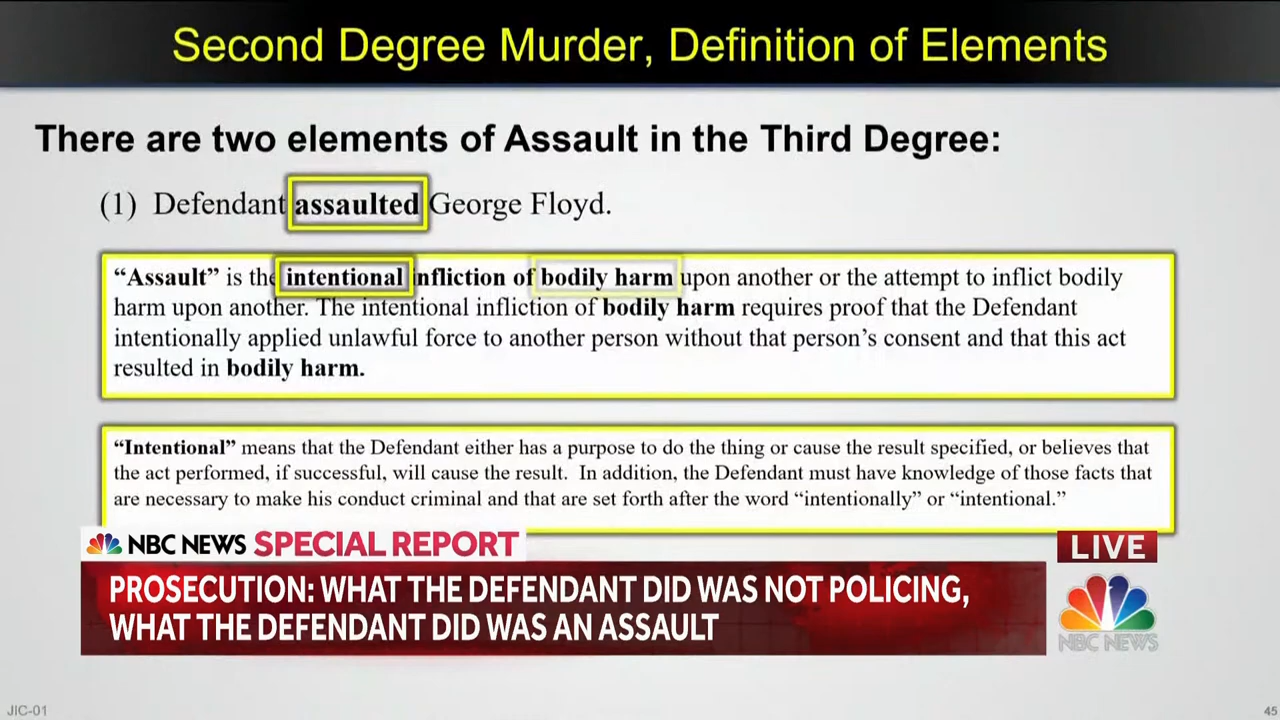 Second Degree Murder, Definition of Elements
There are two elements of Assault in the Third Degree:
(1) Defendant assaulted George Floyd.
“Assault” is the intentional nfliction of bodily harm upon another or the attempt to inflict bodily
harm upon another. The intentional infliction of bodily harm requires proof that the Defendant
intentionally applied unlawful force to another person without that person’s consent and that this act
resulted in bodily harm.
“Intentional” means that the Defendant either has a purpose to do the thing or cause the result specified, or believes that
the act performed, if successful, will cause the result. In addition, the Defendant must have knowledge of those facts that
are necessary to make his conduct criminal and that are set forth after the word “intentionally” or “intentional.”
NBC NEWS SPECIAL REPORT
LIVE
PROSECUTION: WHAT THE DEFENDANT DID WAS NOT POLICING,
WHAT THE DEFENDANT DID WAS AN ASSAULT
NBC NEWS
JIC-01
45